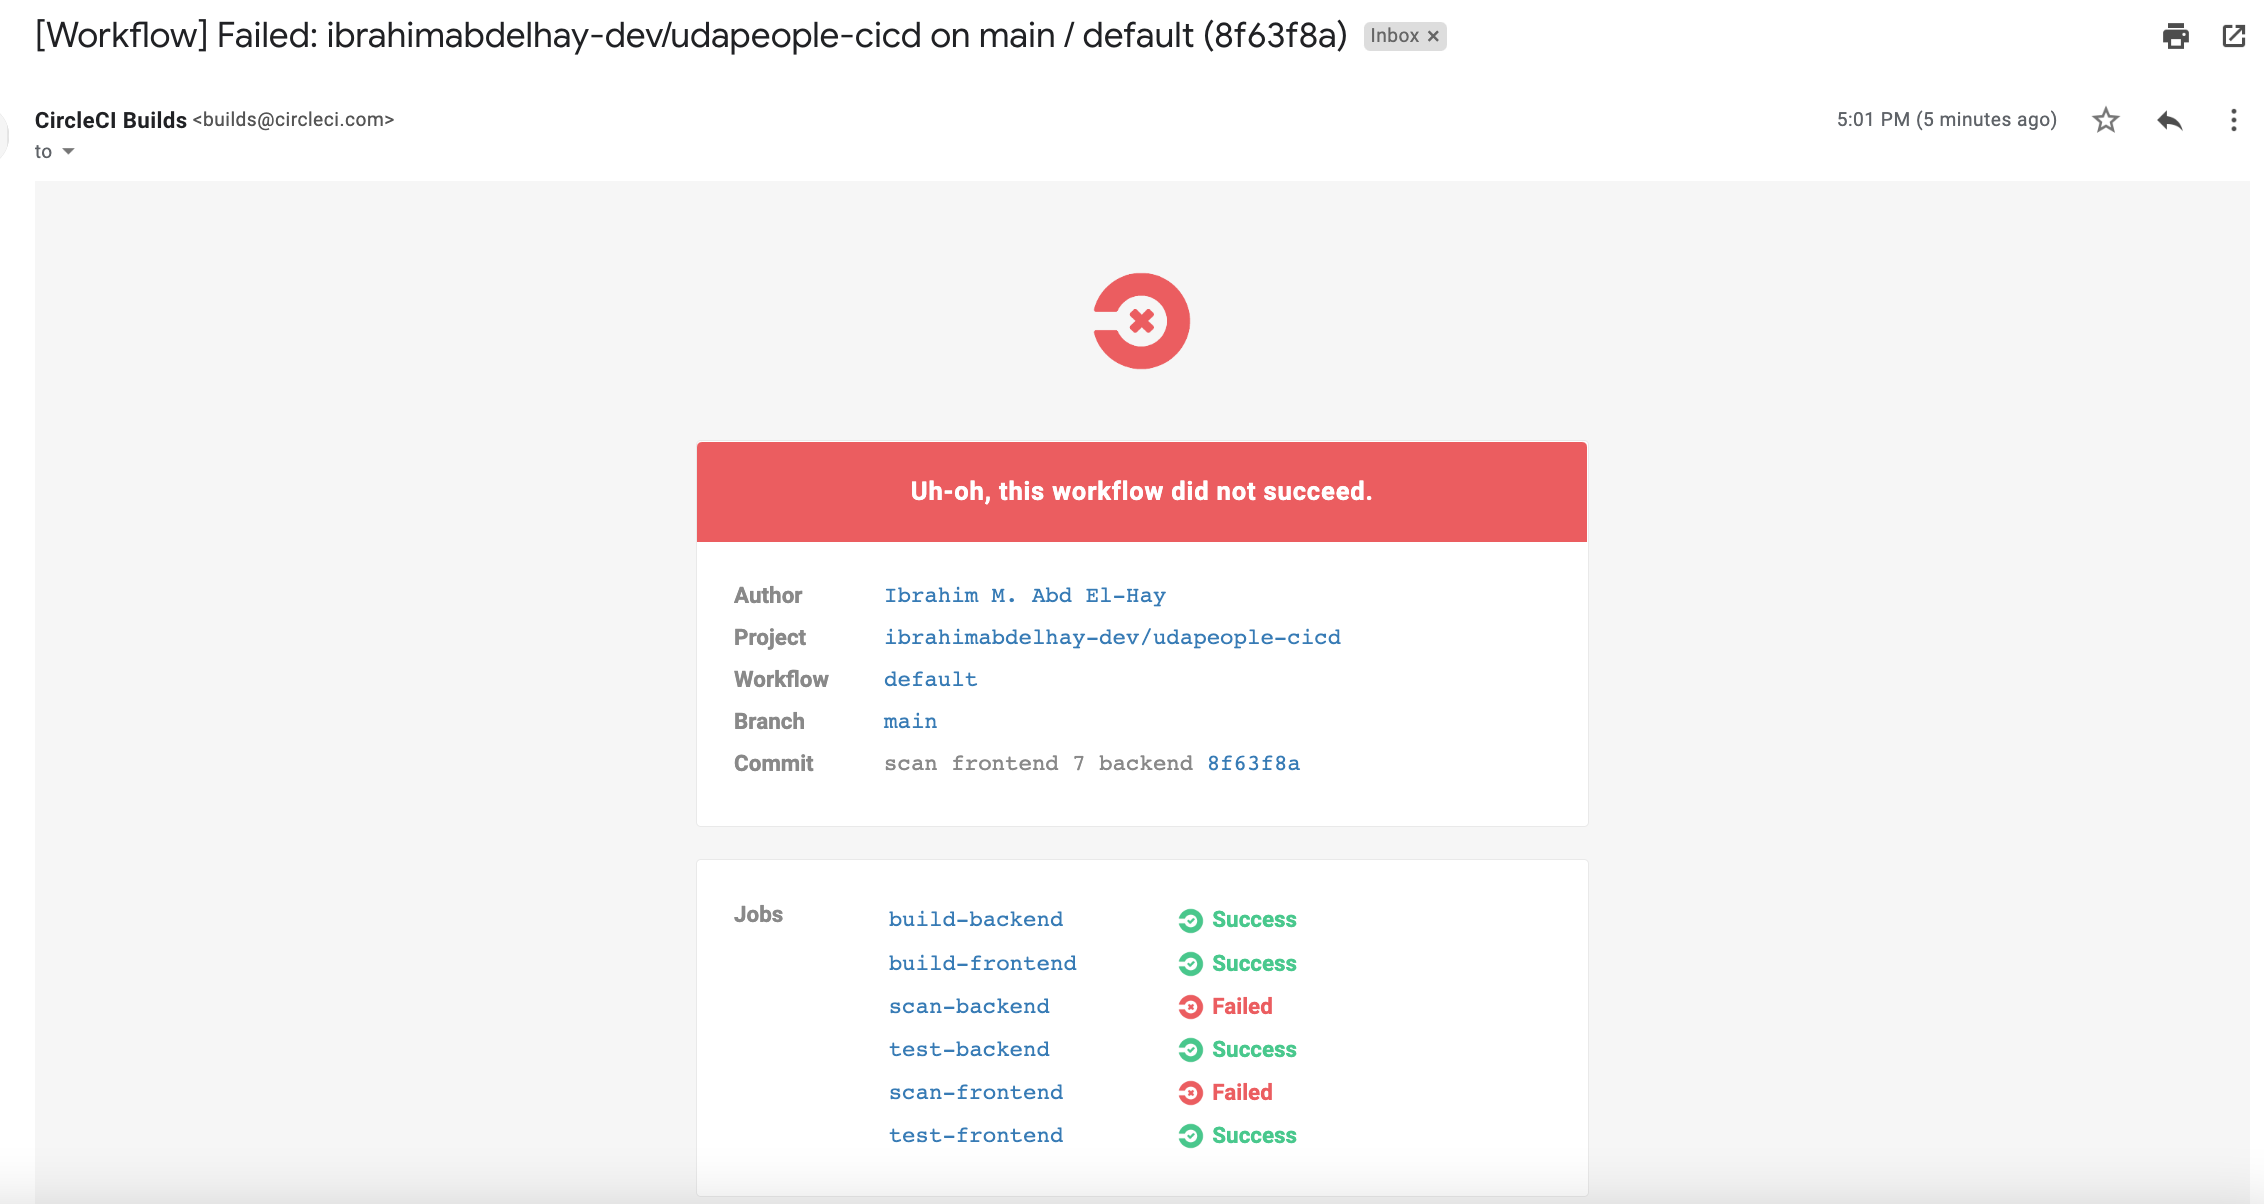 [Workflow] Failed: ibrahimabdelhay-dev/udapeople-cicd on main / default (8f63f8a) Inbox ×
CircleCI Builds <builds@circleci.com> 5:01 PM (5 minutes ago)
to
Uh-oh, this workflow did not succeed.
Author Ibrahim M. Abd El-Hay
Project ibrahimabdelhay-dev/udapeople-cicd
Workflow default
Branch main
Commit scan frontend 7 backend 8f63f8a
Jobs build-backend Success
build-frontend Success
scan-backend Failed
test-backend Success
scan-frontend Failed
test-frontend Success